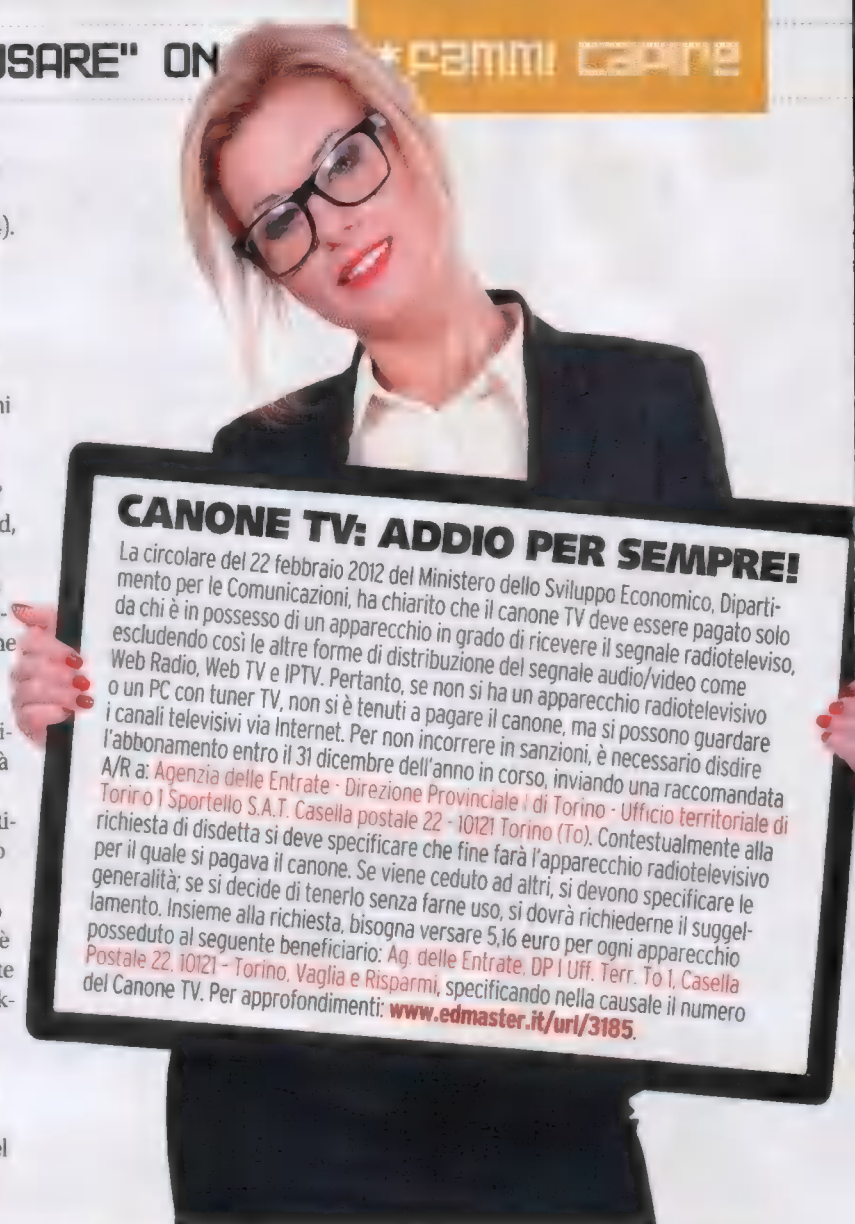 USARE" ON
*FAMMI CAPIRE
).
ni
d,
-
ne
i-
tà
ti-
o
o
è
te
k-
el
CANONE TV: ADDIO PER SEMPRE!
La circolare del 22 febbraio 2012 del Ministero dello Sviluppo Economico, Diparti-
mento per le Comunicazioni, ha chiarito che il canone TV deve essere pagato solo
da chi è in possesso di un apparecchio in grado di ricevere il segnale radioteleviso,
escludendo così le altre forme di distribuzione del segnale audio/video come
Web Radio, Web TV e IPTV. Pertanto, se non si ha un apparecchio radiotelevisivo
o un PC con tuner TV, non si è tenuti a pagare il canone, ma si possono guardare
i canali televisivi via Internet. Per non incorrere in sanzioni, è necessario disdire
l'abbonamento entro il 31 dicembre dell'anno in corso, inviando una raccomandata
A/R a: Agenzia delle Entrate - Direzione Provinciale I di Torino - Ufficio territoriale di
Torino I Sportello S.A.T. Casella postale 22 - 10121 Torino (To). Contestualmente alla
richiesta di disdetta si deve specificare che fine farà l'apparecchio radiotelevisivo
per il quale si pagava il canone. Se viene ceduto ad altri, si devono specificare le
generalità; se si decide di tenerlo senza farne uso, si dovrà richiederne il suggel-
lamento. Insieme alla richiesta, bisogna versare 5,16 euro per ogni apparecchio
posseduto al seguente beneficiario: Ag. delle Entrate. DP I Uff. Terr. To 1. Casella
Postale 22. 10121 - Torino. Vaglia e Risparmi, specificando nella causale il numero
del Canone TV. Per approfondimenti: www.edmaster.it/url/3185.